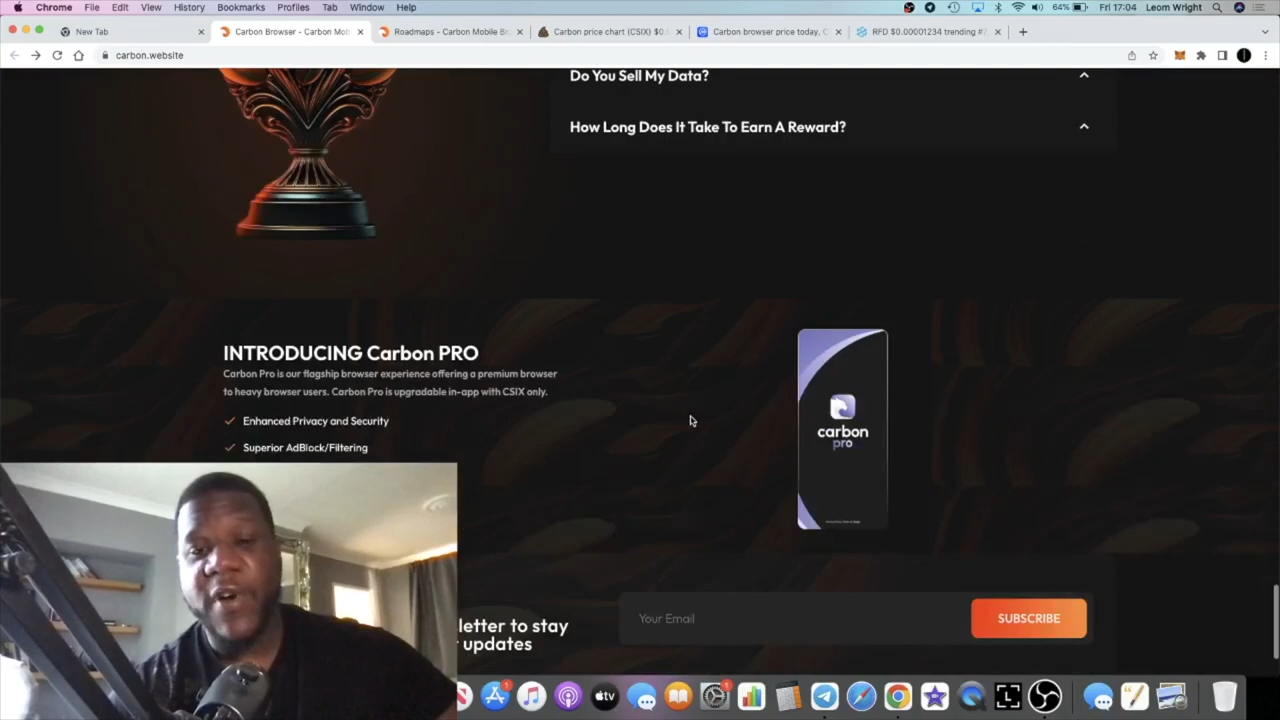 Chrome File Edit View History Bookmarks Profiles Tab Window Help 64% Fri 17:04 Leom Wright
New Tab Carbon Browser - Carbon Mob Roadmaps - Carbon Mobile Br Carbon price chart (CSIX) $0. Carbon browser price today, C RFD $0.00001234 trending #
carbon.website
Do You Sell My Data?
How Long Does It Take To Earn A Reward?
INTRODUCING Carbon PRO
Carbon Pro is our flagship browser experience offering a premium browser
to heavy browser users. Carbon Pro is upgradable in-app with CSIX only.
Enhanced Privacy and Security
Superior AdBlock/Filtering
carbon
pro
letter to stay
updates
Your Email
SUBSCRIBE
tv